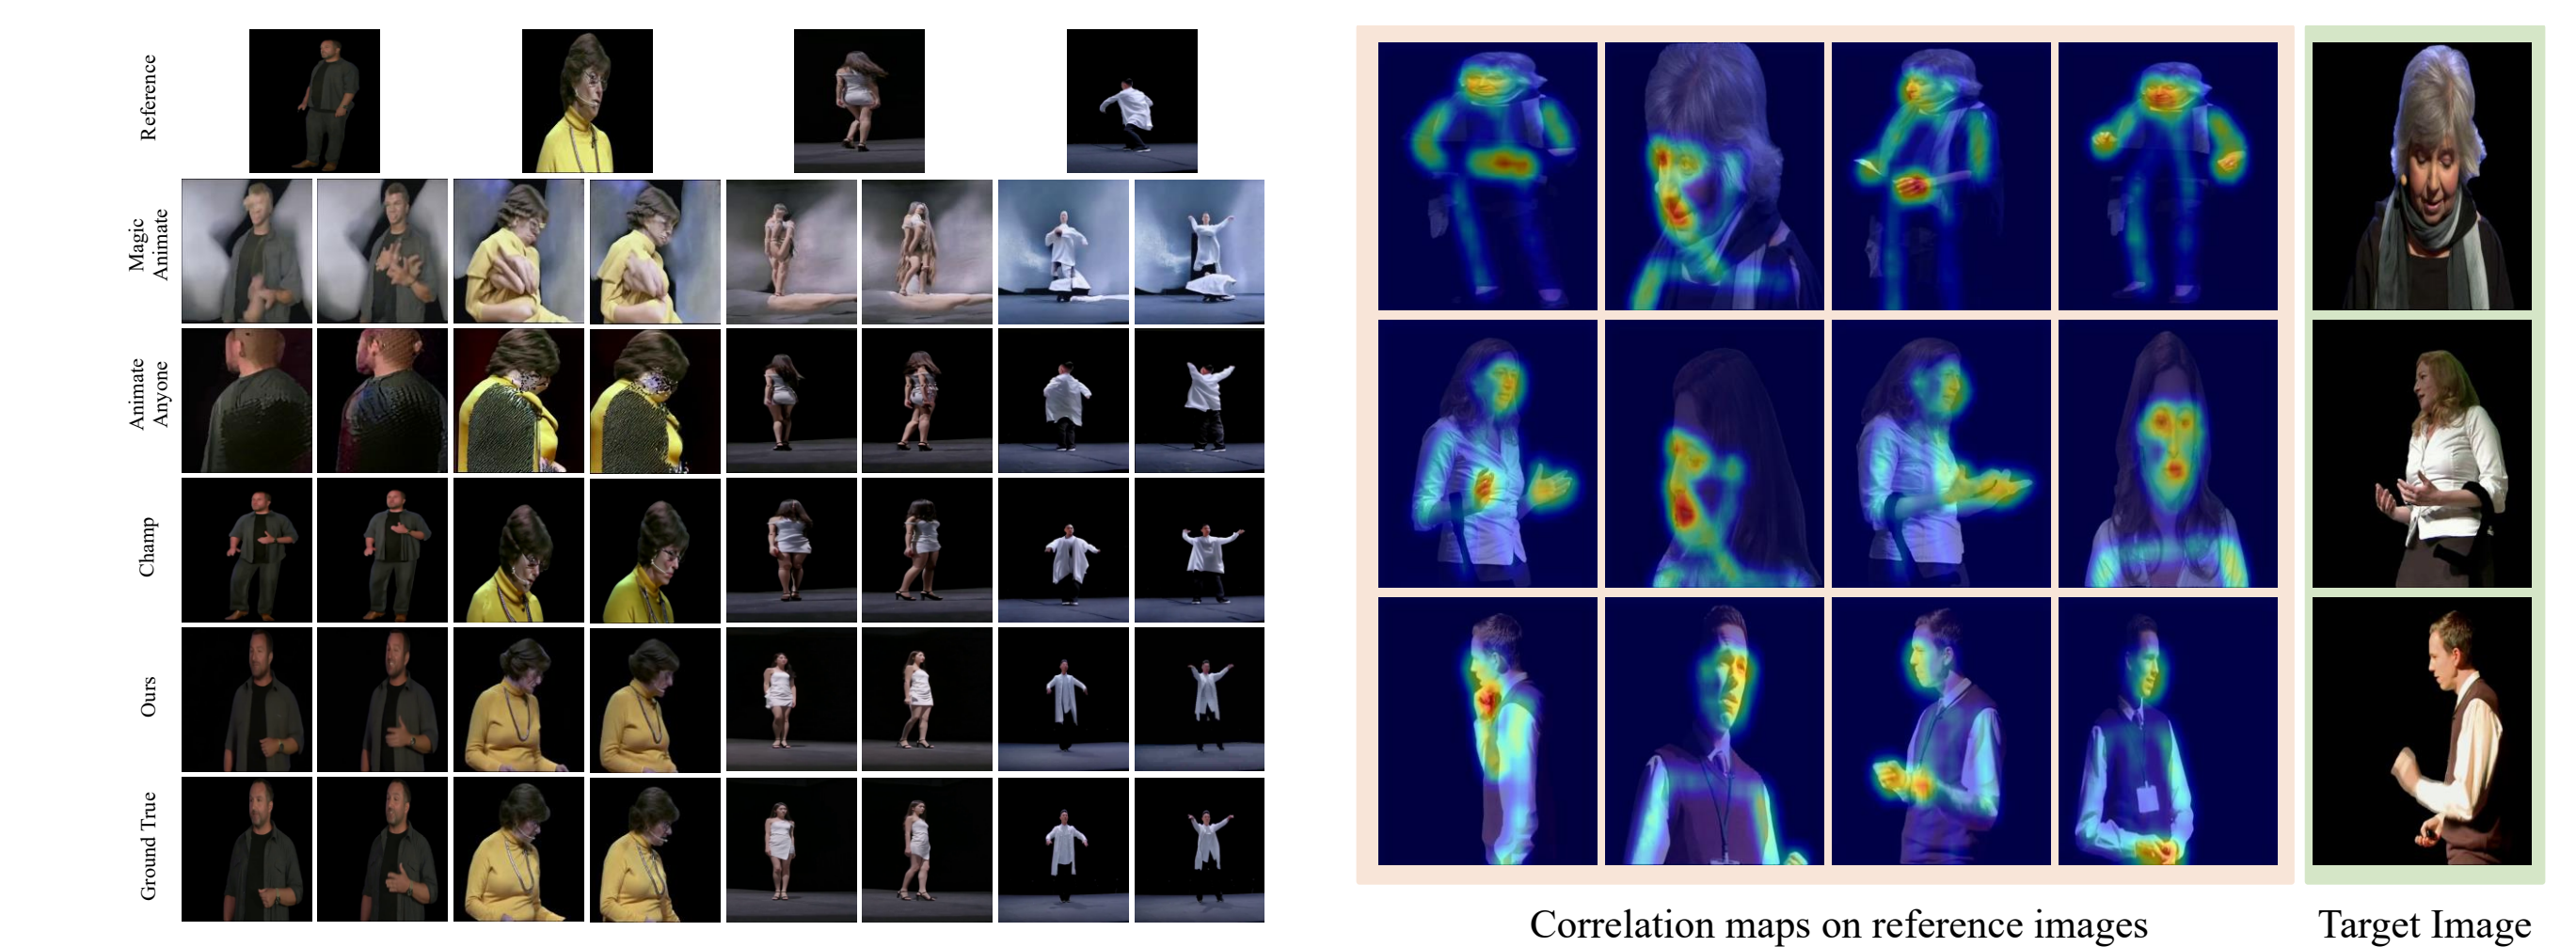 Reference
Magic
Animate
Animate
Anyone
Champ
Ours
Ground True
Correlation maps on reference images
Target Image